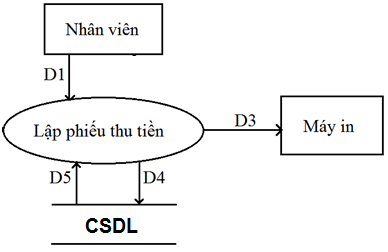 Nhân viên
D1
Lập phiếu thu tiền
D3
Máy in
D5
D4
CSDL